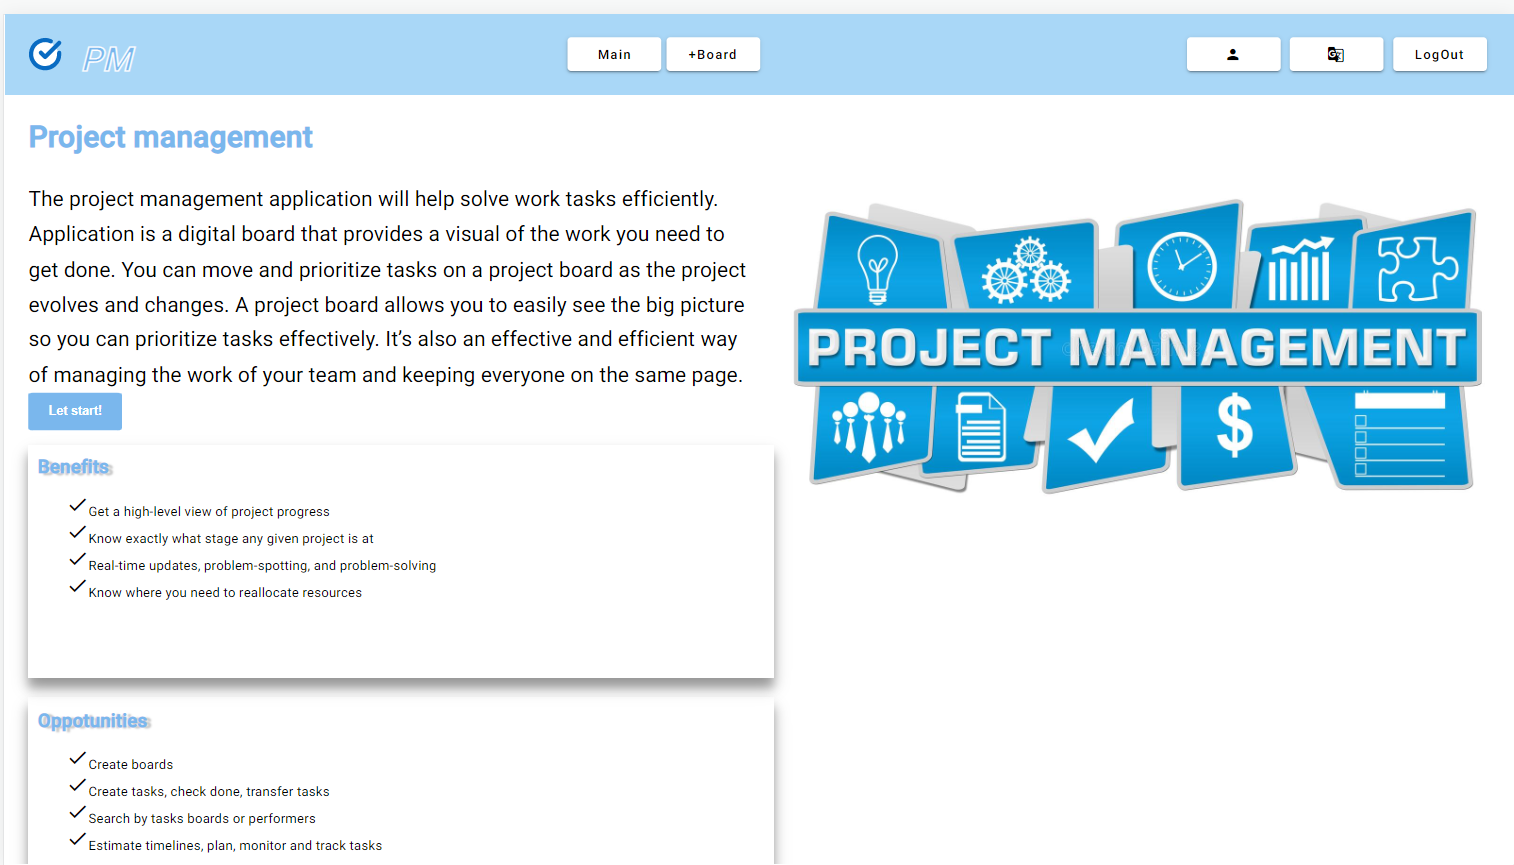 PM
Main
+Board
LogOut
Project management
The project management application will help solve work tasks efficiently.
Application is a digital board that provides a visual of the work you need to
get done. You can move and prioritize tasks on a project board as the project
evolves and changes. A project board allows you to easily see the big picture
so you can prioritize tasks effectively. It’s also an effective and efficient way
of managing the work of your team and keeping everyone on the same page.
Let start!
PROJECT MANAGEMENT
$
Benefits
Get a high-level view of project progress
Know exactly what stage any given project is at
Real-time updates, problem-spotting, and problem-solving
Know where you need to reallocate resources
Oppotunities
Create boards
Create tasks, check done, transfer tasks
Search by tasks boards or performers
Estimate timelines, plan, monitor and track tasks